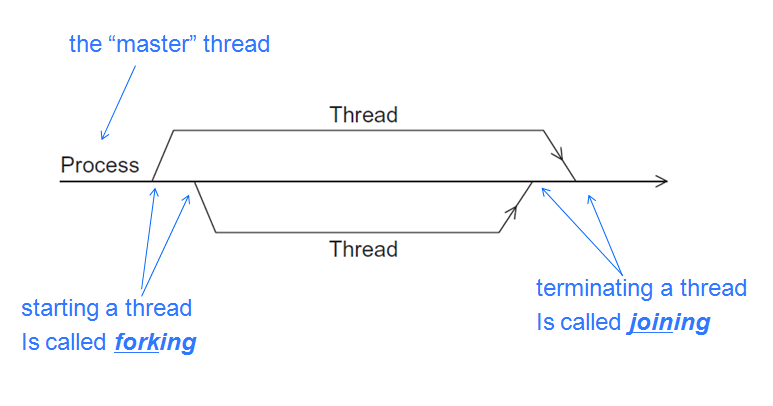 the “master” thread
Thread
Process
Thread
starting a thread
Is called forking
terminating a thread
Is called joining